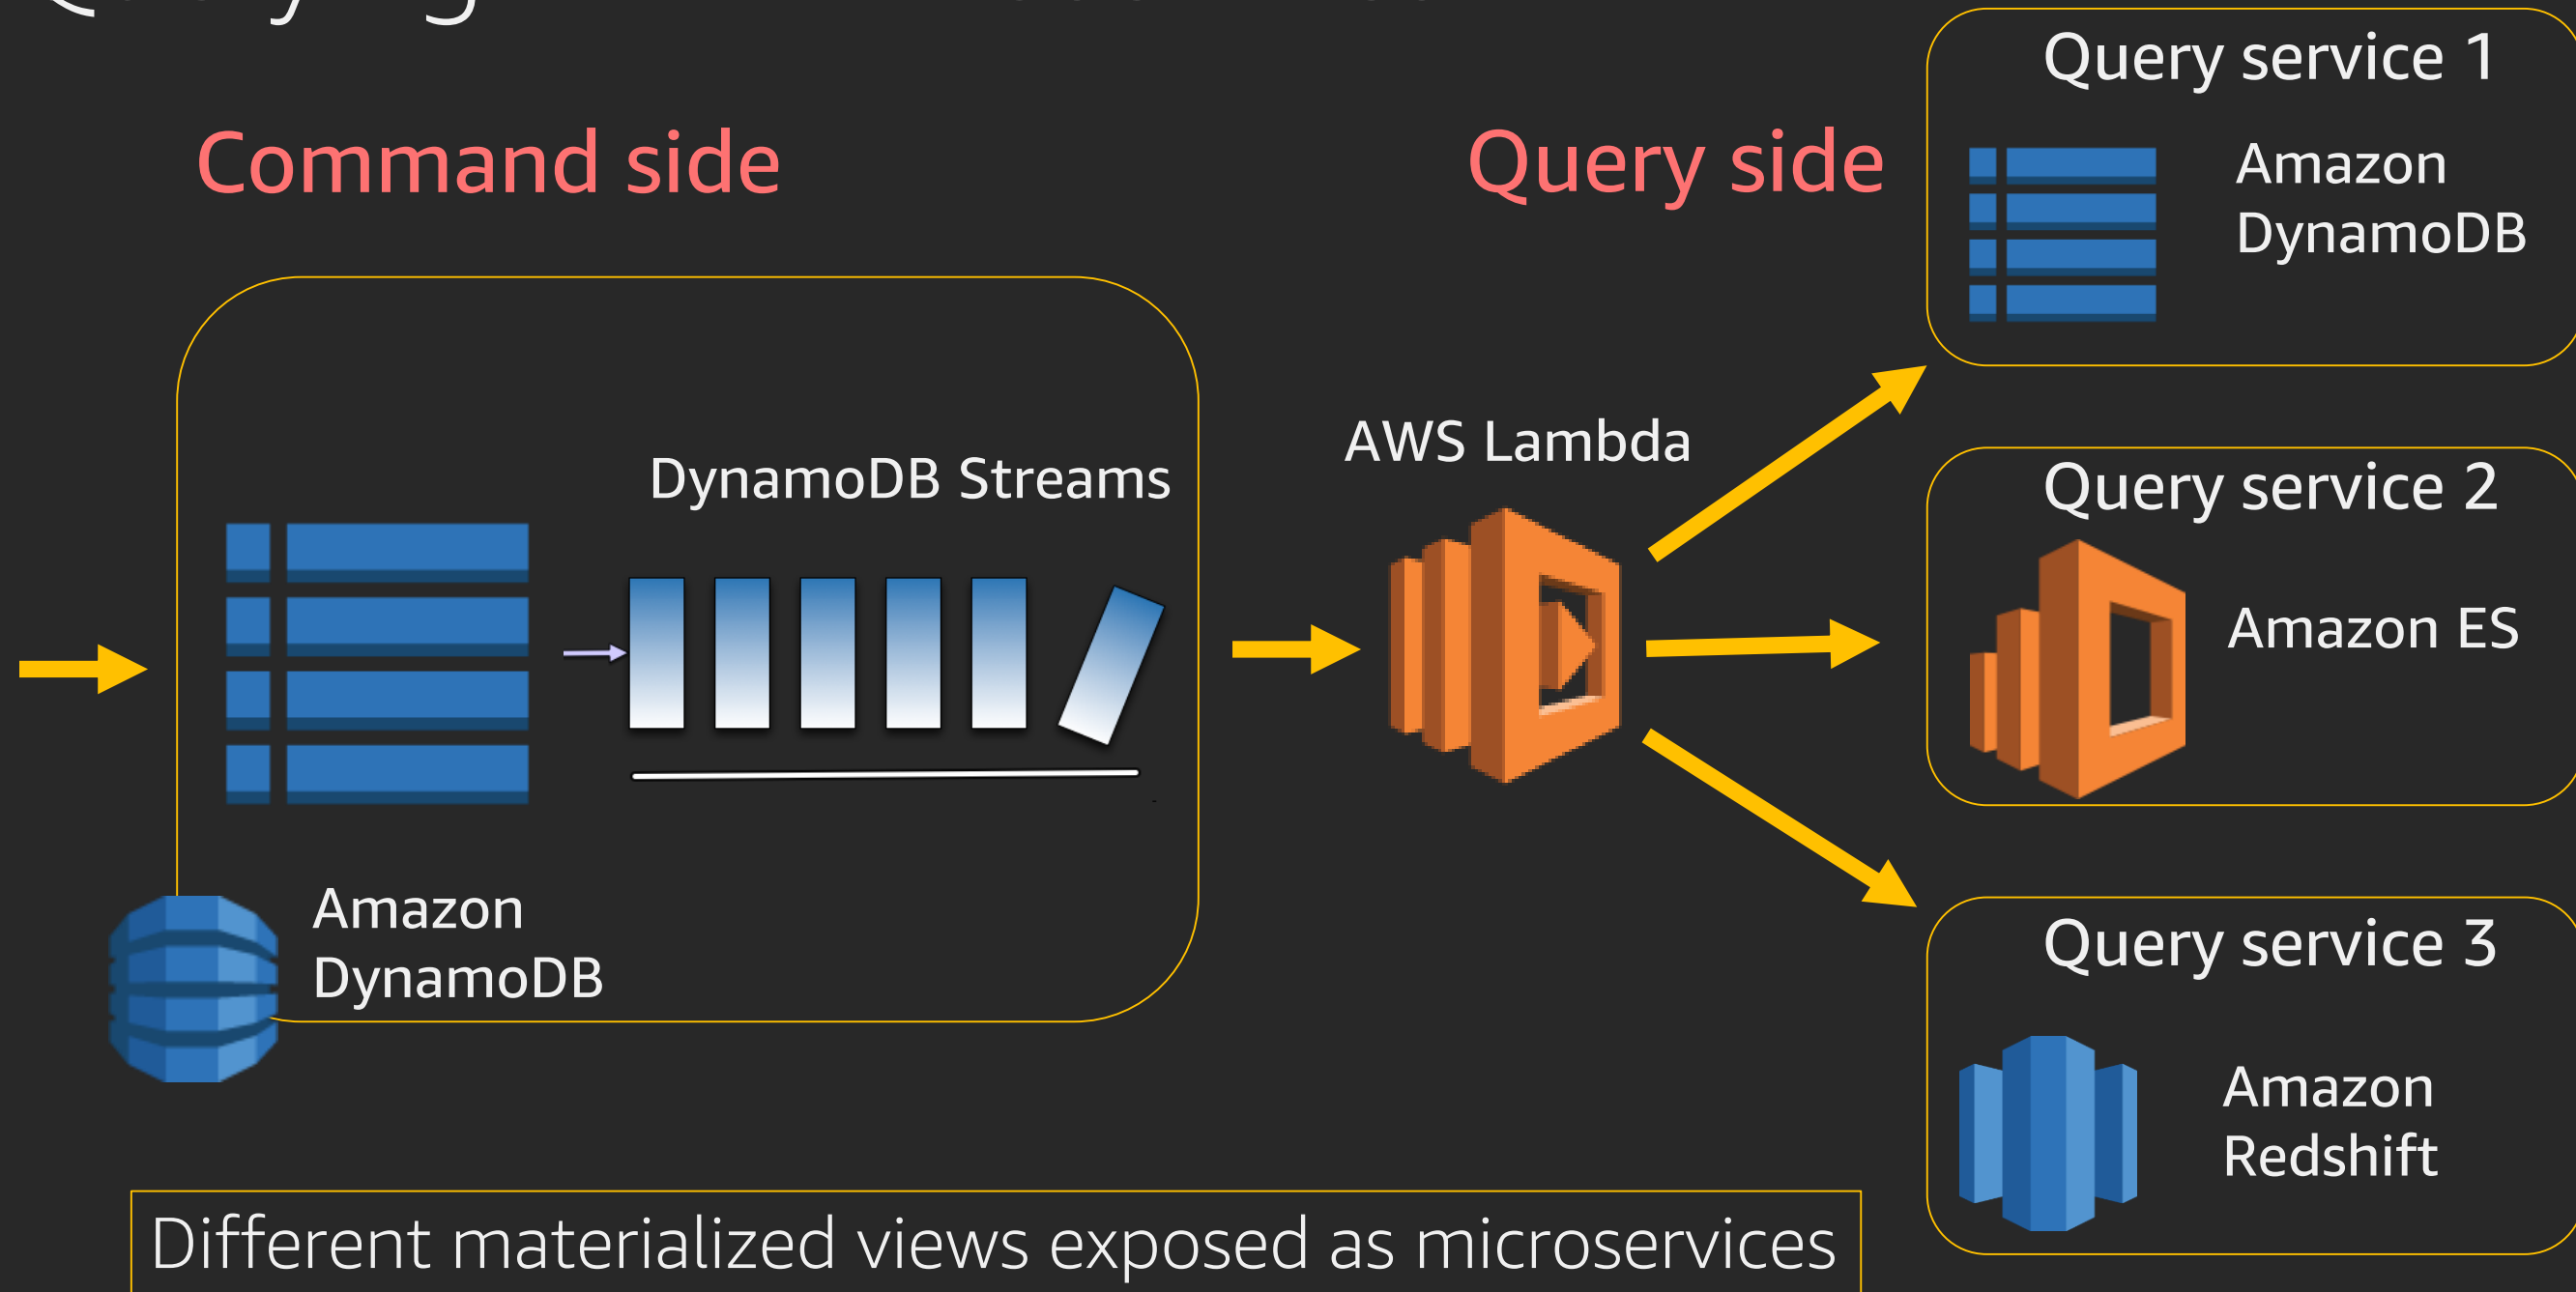 Query service 1
Command side
Query side
Amazon
DynamoDB
AWS Lambda
DynamoDB Streams
Query service 2
Amazon ES
Amazon
DynamoDB
Query service 3
Amazon
Redshift
Different materialized views exposed as microservices